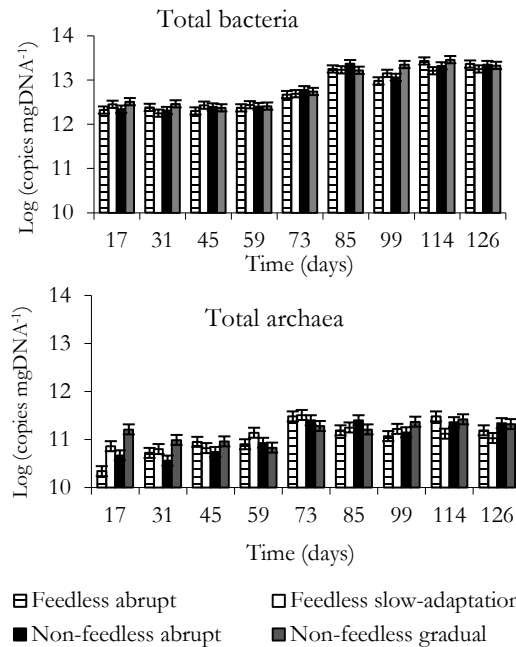 Total bacteria
Log (copies mgDNA⁻¹)
14
13
12
11
10
17 31 45 59 73 85 99 114 126
Time (days)
Total archaea
Log (copies mgDNA⁻¹)
14
13
12
11
10
17 31 45 59 73 85 99 114 126
Time (days)
Feedless abrupt Feedless slow-adaptation
Non-feedless abrupt Non-feedless gradual